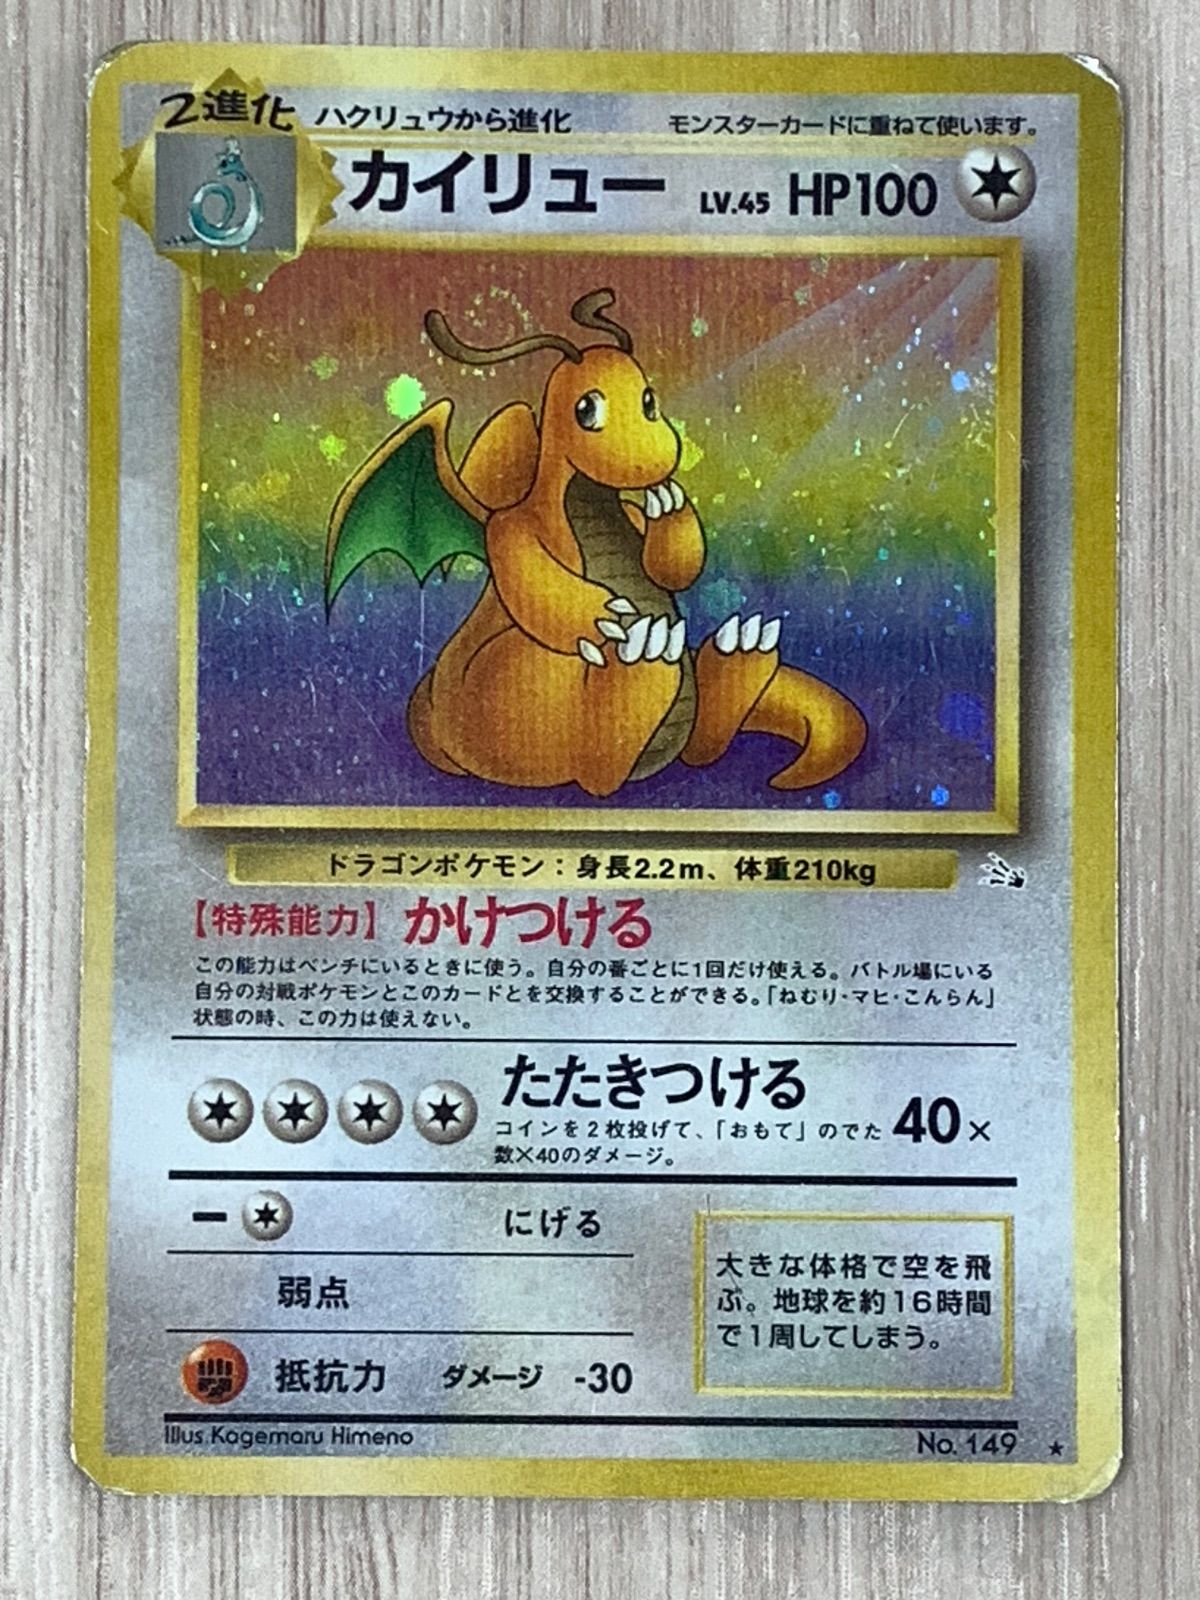 2進化 ハクリュウから進化 モンスターカードに重ねて使います。
カイリュー LV.45 HP100
ドラゴンポケモン：身長2.2m、体重210kg
【特殊能力】かけつける
この能力はベンチにいるときに使う。自分の番ごとに1回だけ使える。バトル場にいる
自分の対戦ポケモンとこのカードとを交換することができる。「ねむり・マヒ・こんらん」
状態の時、この力は使えない。
たたきつける
コインを2枚投げて、「おもて」のでた
数×40のダメージ。
40×
にげる
弱点
抵抗力 ダメージ -30
大きな体格で空を飛
ぶ。地球を約16時間
で1周してしまう。
Illus. Kagemaru Himeno
No. 149 ★